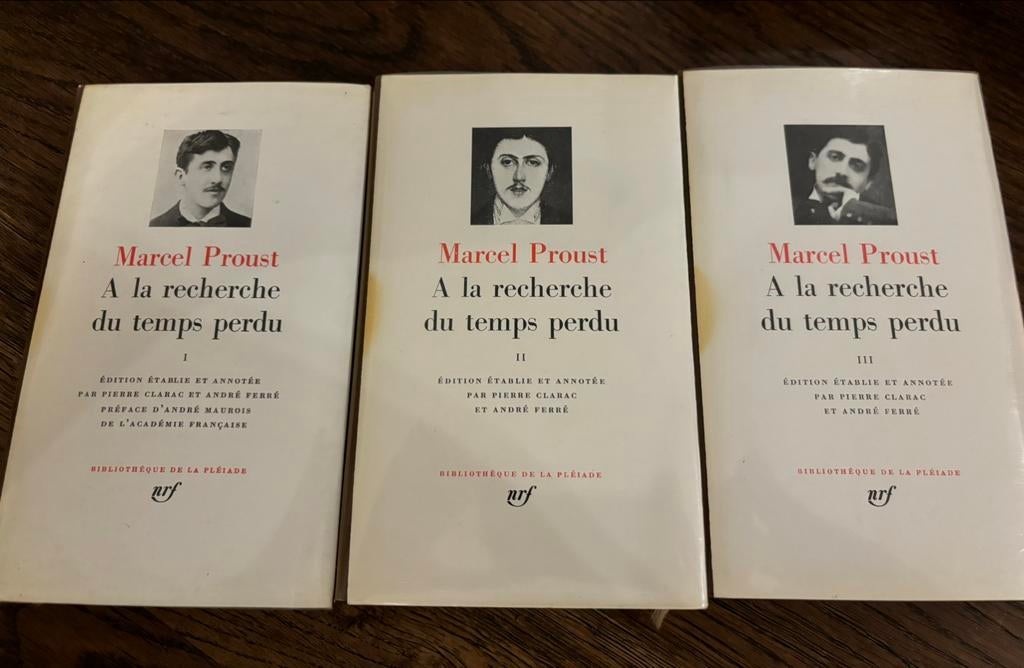 Marcel Proust
A la recherche
du temps perdu
I
ÉDITION ÉTABLIE ET ANNOTÉE
PAR PIERRE CLARAC ET ANDRÉ FERRÉ
PRÉFACE D'ANDRÉ MAUROIS
DE L'ACADÉMIE FRANÇAISE
BIBLIOTHÈQUE DE LA PLÉIADE
nrf
Marcel Proust
A la recherche
du temps perdu
II
ÉDITION ÉTABLIE ET ANNOTÉE
PAR PIERRE CLARAC
ET ANDRÉ FERRÉ
BIBLIOTHÈQUE DE LA PLÉIADE
nrf
Marcel Proust
A la recherche
du temps perdu
III
ÉDITION ÉTABLIE ET ANNOTÉE
PAR PIERRE CLARAC
ET ANDRÉ FERRÉ
BIBLIOTHÈQUE DE LA PLÉIADE
nrf